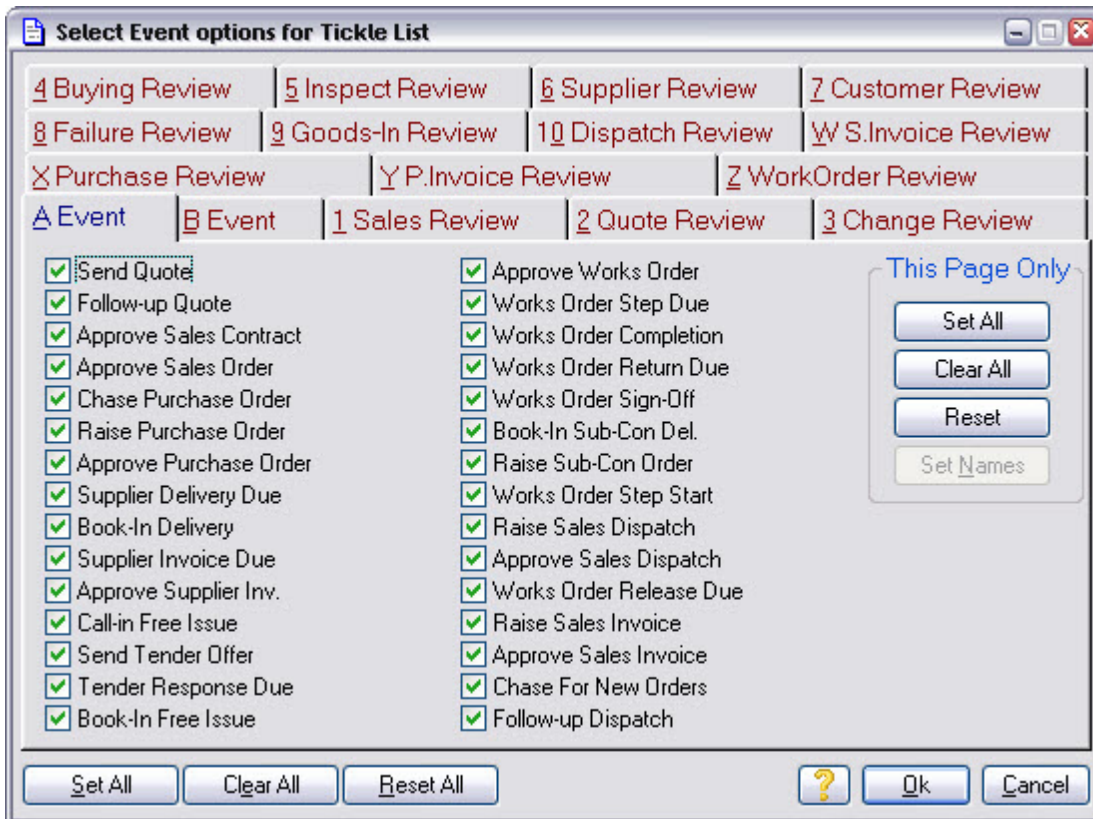 Select Event options for Tickle List
4 Buying Review
5 Inspect Review
6 Supplier Review
7 Customer Review
8 Failure Review
9 Goods-In Review
10 Dispatch Review
W S.Invoice Review
X Purchase Review
Y P.Invoice Review
Z WorkOrder Review
A Event
B Event
1 Sales Review
2 Quote Review
3 Change Review
Send Quote
Follow-up Quote
Approve Sales Contract
Approve Sales Order
Chase Purchase Order
Raise Purchase Order
Approve Purchase Order
Supplier Delivery Due
Book-In Delivery
Supplier Invoice Due
Approve Supplier Inv.
Call-in Free Issue
Send Tender Offer
Tender Response Due
Book-In Free Issue
Approve Works Order
Works Order Step Due
Works Order Completion
Works Order Return Due
Works Order Sign-Off
Book-In Sub-Con Del.
Raise Sub-Con Order
Works Order Step Start
Raise Sales Dispatch
Approve Sales Dispatch
Works Order Release Due
Raise Sales Invoice
Approve Sales Invoice
Chase For New Orders
Follow-up Dispatch
This Page Only
Set All
Clear All
Reset
Set Names
Set All
Clear All
Reset All
?
Ok
Cancel